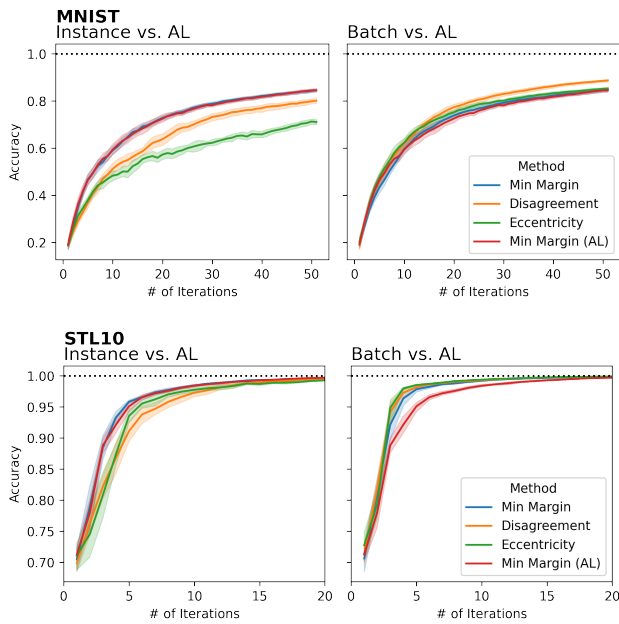 MNIST
Instance vs. AL
Batch vs. AL
1.0
0.8
0.6
0.4
0.2
Accuracy
0 10 20 30 40 50
# of Iterations
0 10 20 30 40 50
# of Iterations
Method
Min Margin
Disagreement
Eccentricity
Min Margin (AL)
STL10
Instance vs. AL
Batch vs. AL
1.00
0.95
0.90
0.85
0.80
0.75
0.70
Accuracy
0 5 10 15 20
# of Iterations
0 5 10 15 20
# of Iterations
Method
Min Margin
Disagreement
Eccentricity
Min Margin (AL)